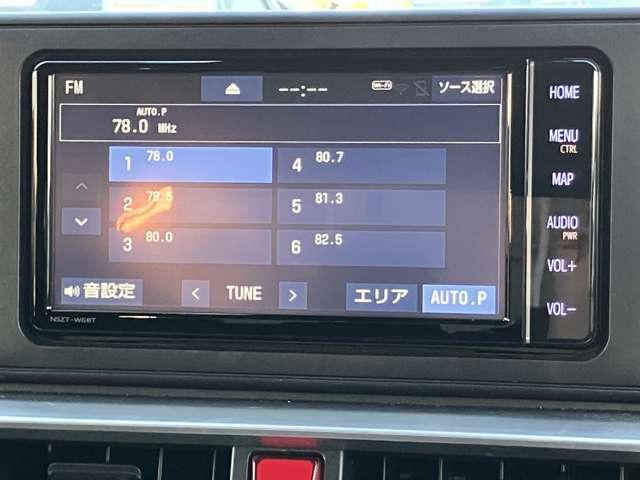 FM
--:--
Wi-Fi
ソース選択
AUTO.P
78.0 MHz
1 78.0
4 80.7
2 79.5
5 81.3
3 80.0
6 82.5
音設定
< TUNE >
エリア
AUTO.P
NSZT-W68T
HOME
MENU
CTRL
MAP
AUDIO
PWR
VOL+
VOL-